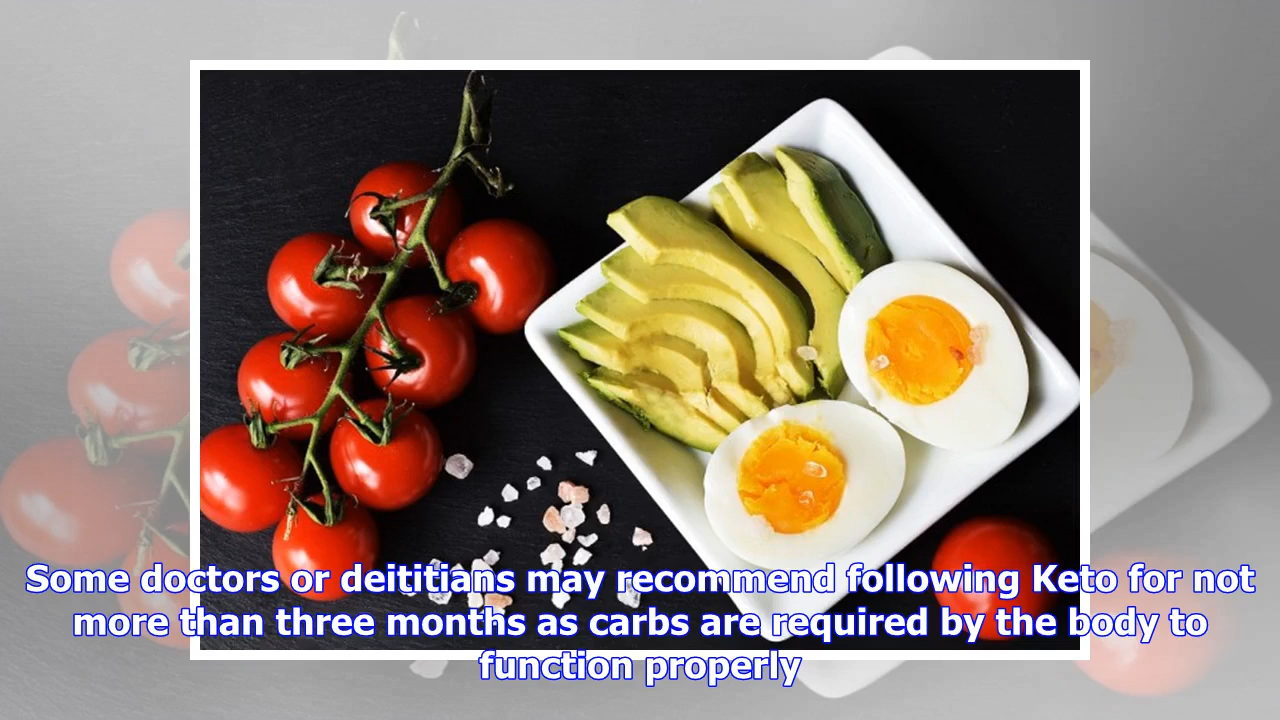 Some doctors or deititians may recommend following Keto for not
more than three months as carbs are required by the body to
function properly